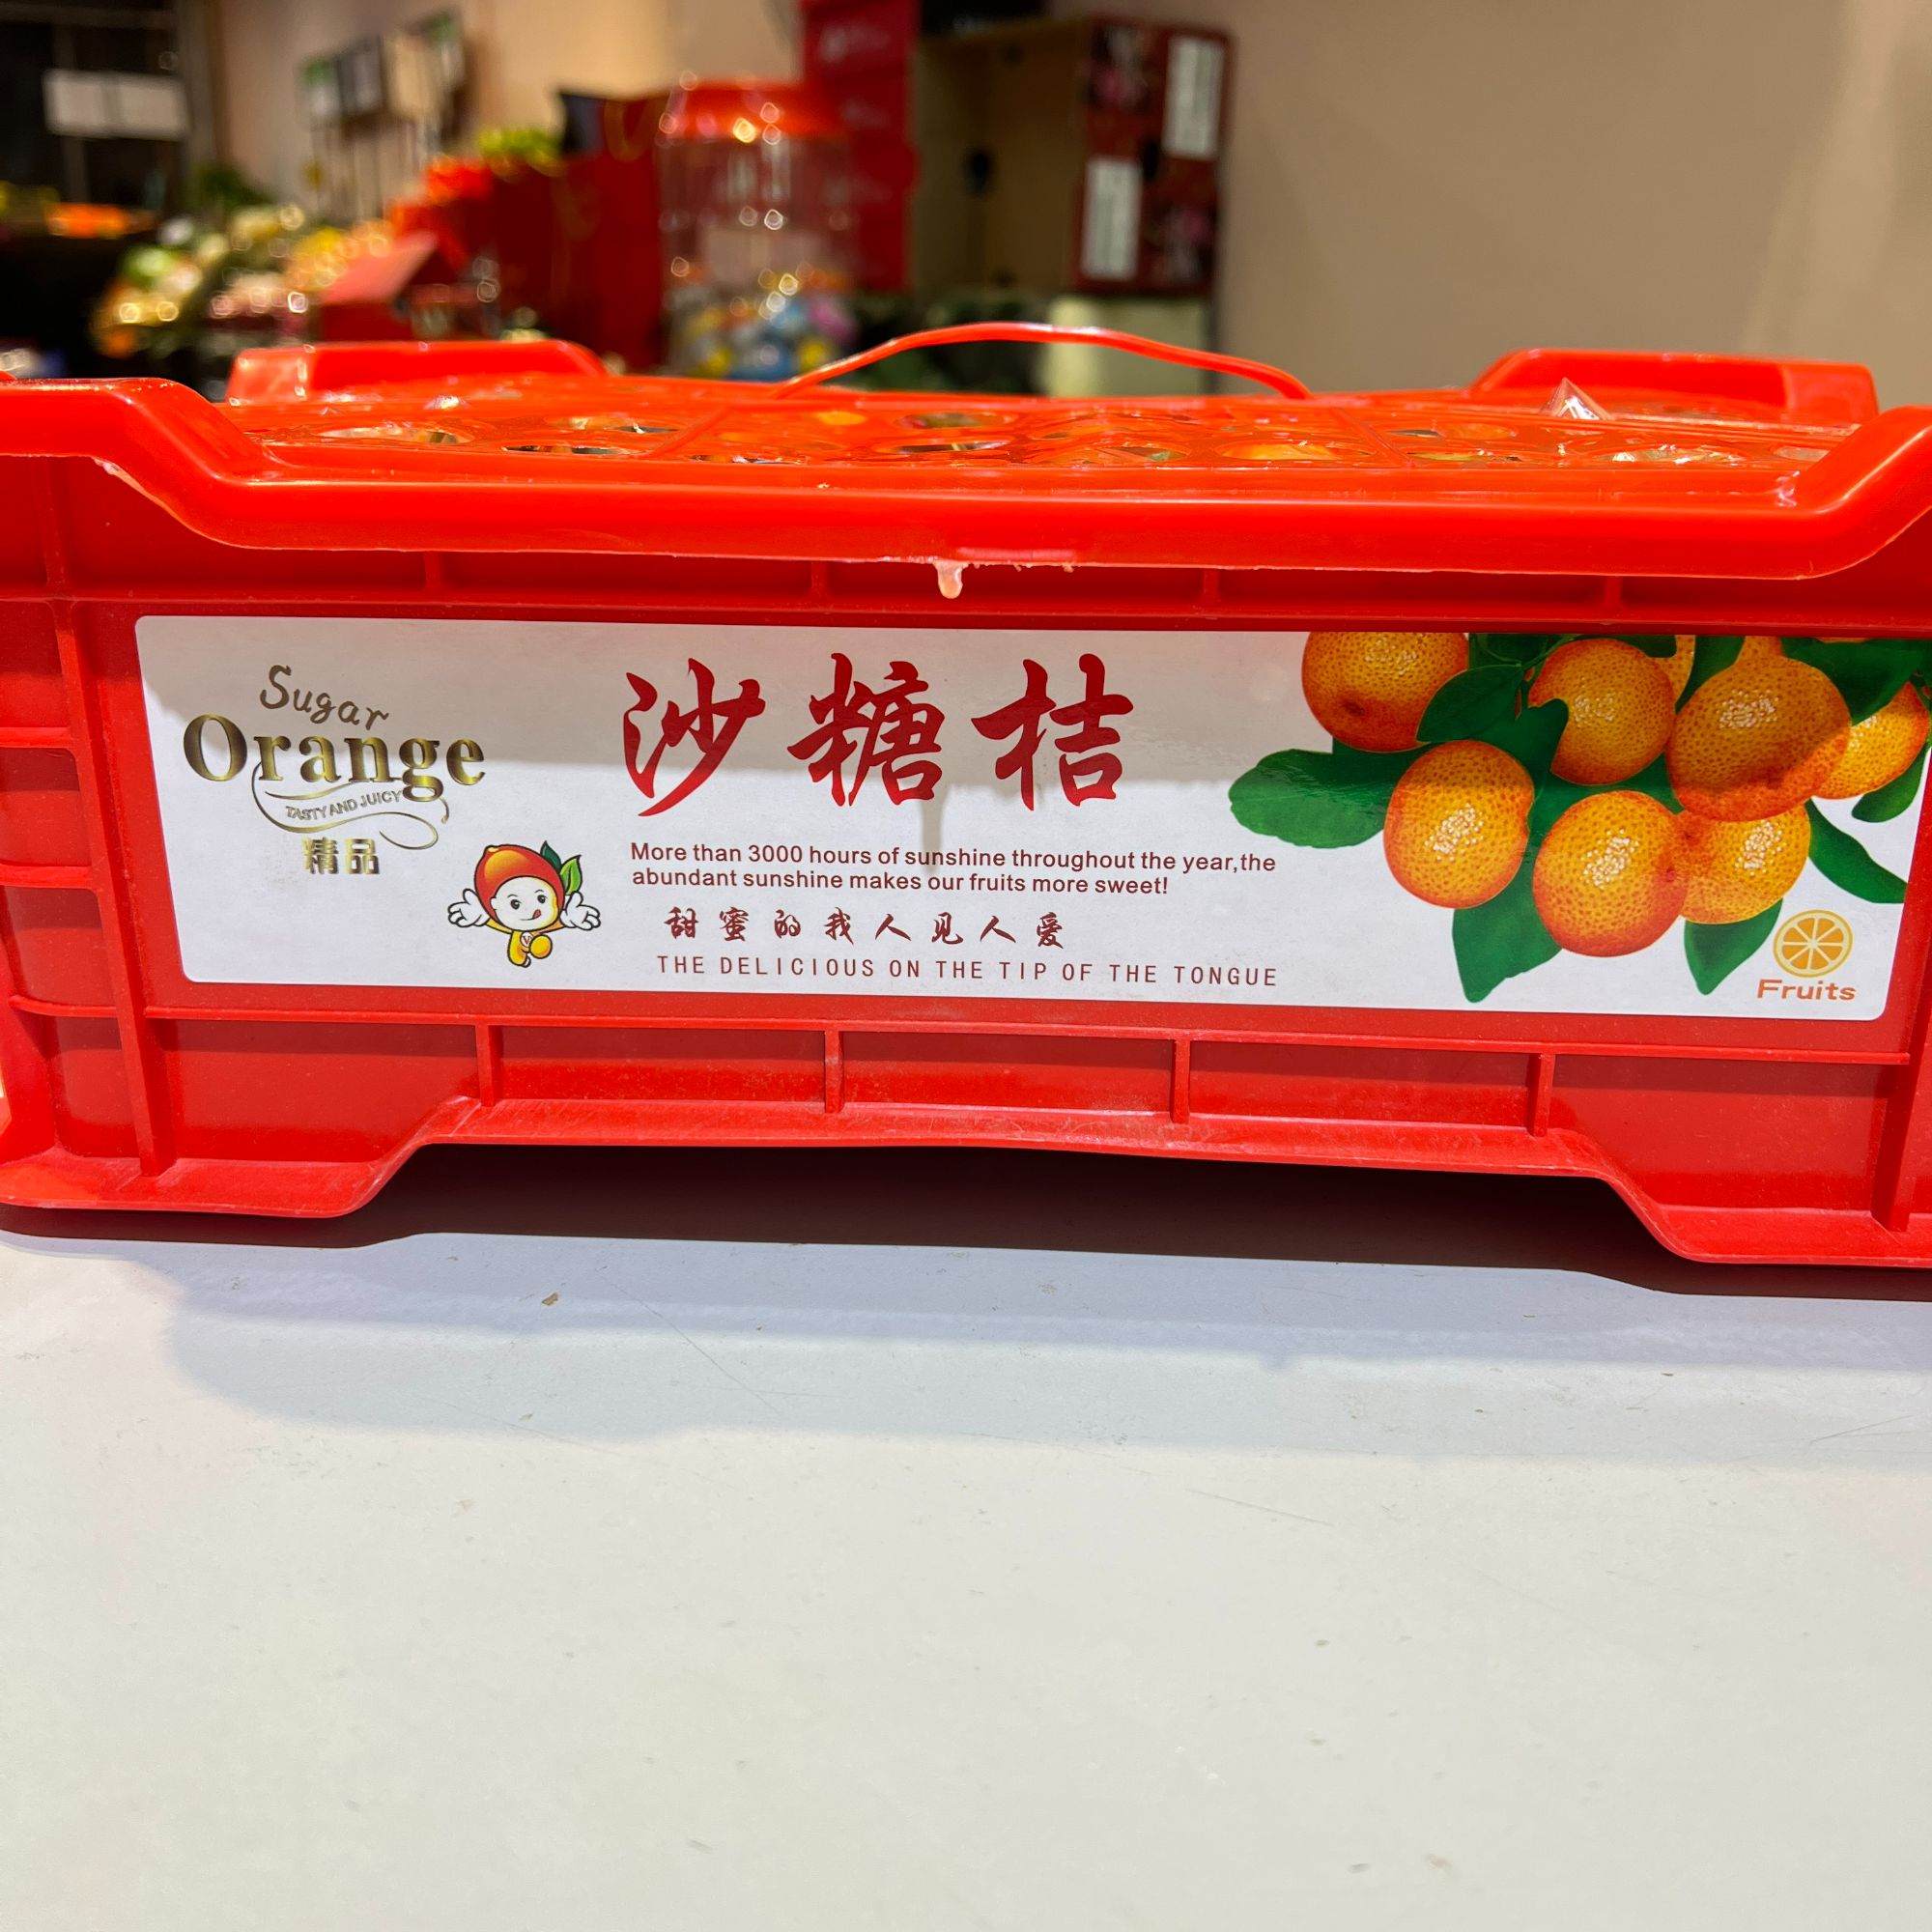 Sugar
Orange
TASTY AND JUICY
精品
沙糖桔
More than 3000 hours of sunshine throughout the year,the
abundant sunshine makes our fruits more sweet!
甜蜜的我人见人爱
THE DELICIOUS ON THE TIP OF THE TONGUE
Fruits